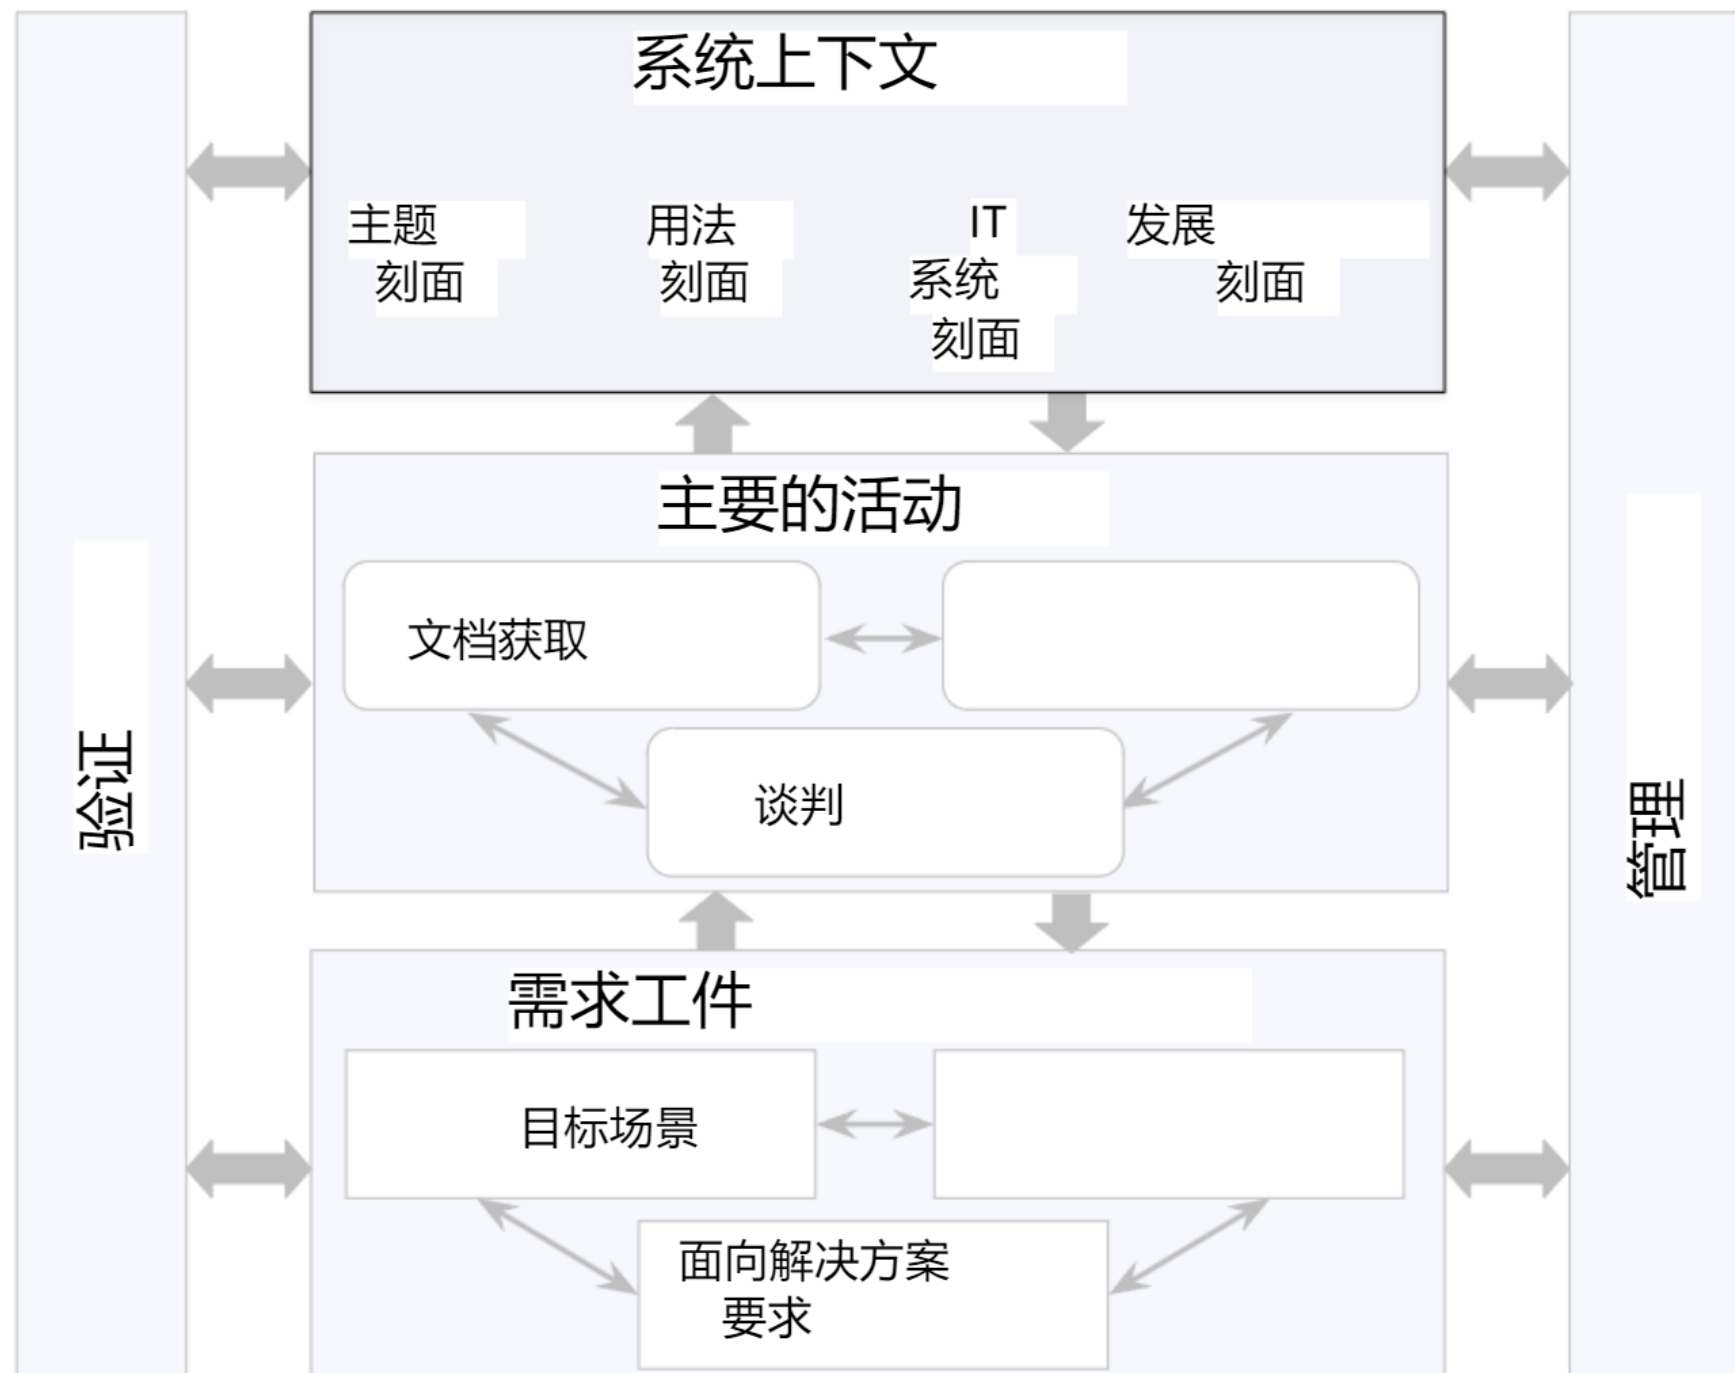 系统上下文
主题
刻面
用法
刻面
IT
系统
刻面
发展
刻面
主要的活动
文档获取
谈判
需求工件
目标场景
面向解决方案
要求
验证
管理